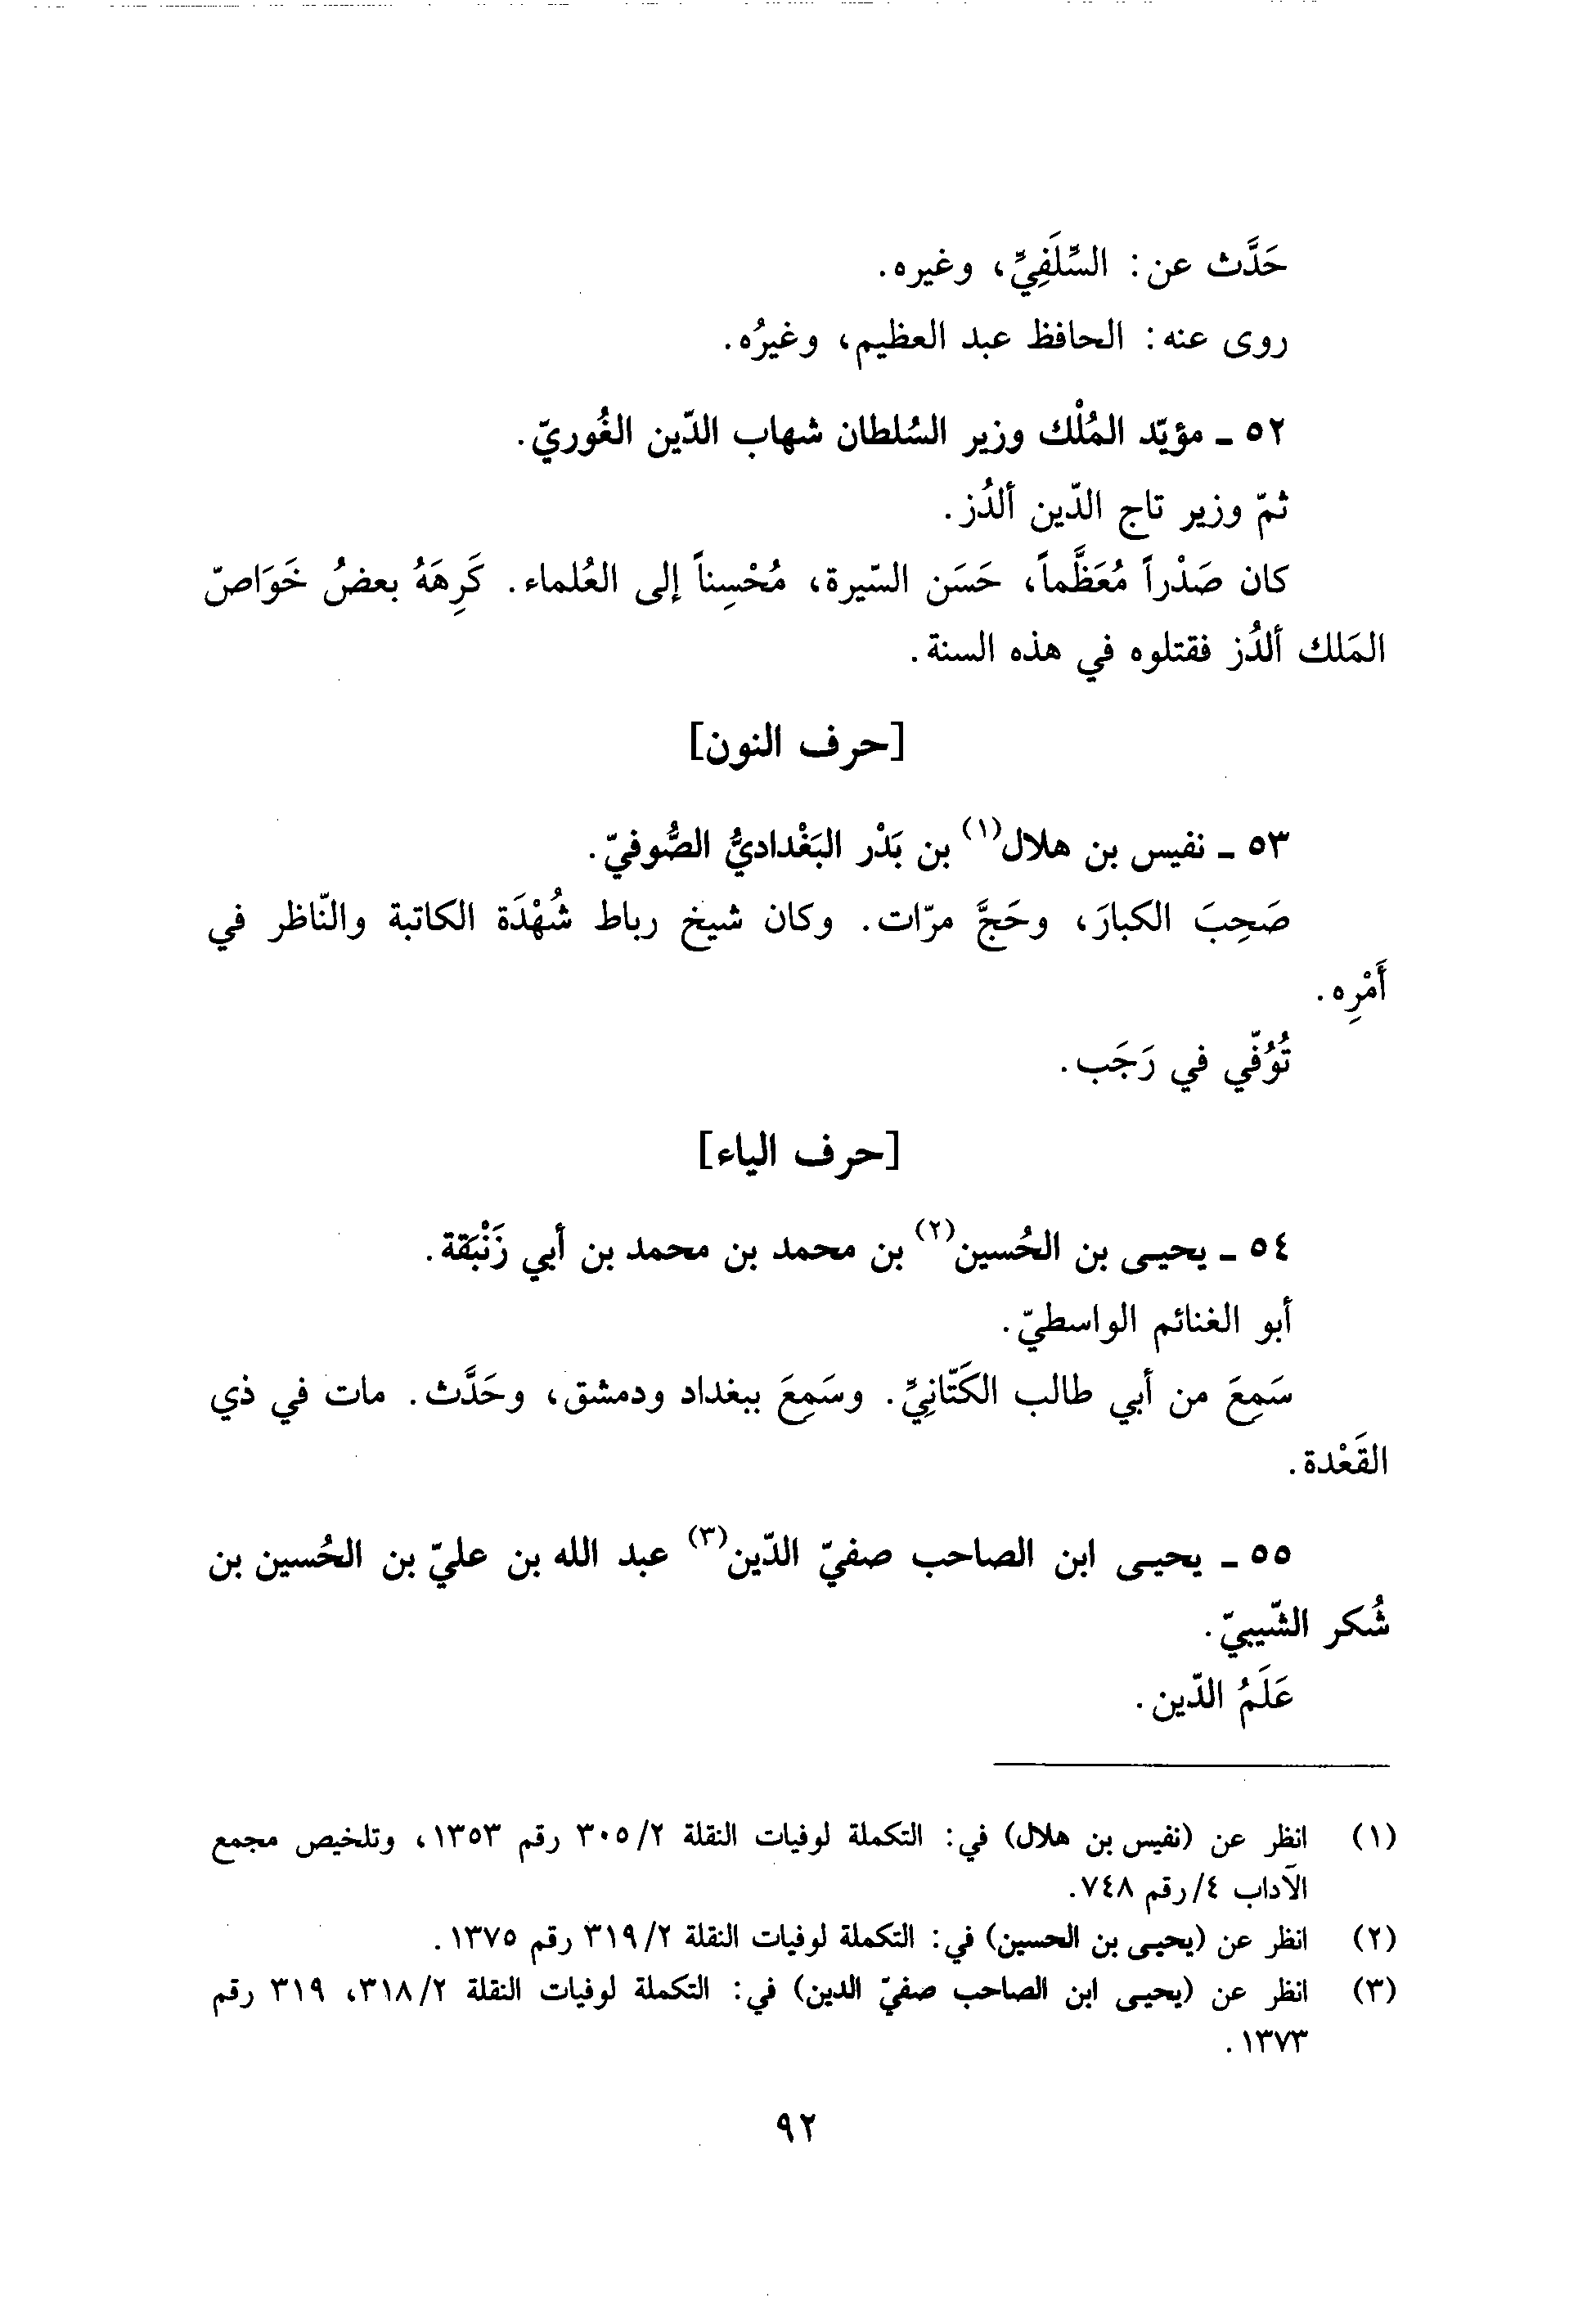 حَدَّث عن: السِّلَفِيِّ، وغيره.
روى عنه: الحافظ عبد العظيم، وغيرُه.
٥٢ ـ مؤيّد المُلْك وزير السُلطان شهاب الدّين الغُوريّ.
ثمّ وزير تاج الدّين ألدُز.
كان صَدْراً مُعَظَّماً، حَسَن السّيرة، مُحْسِناً إلى العُلماء. كَرِهَهُ بعضُ خَوَاصّ
المَلك ألدُز فقتلوه في هذه السنة.
[حرف النون]
٥٣ ـ نفيس بن هلال(١) بن بَدْر البَغْداديُّ الصُّوفيّ.
صَحِبَ الكبارَ، وحَجَّ مرّات. وكان شيخ رباط شُهْدَة الكاتبة والنّاظر في
أَمْرِه.
تُوُفّي في رَجَب.
[حرف الياء]
٥٤ ـ يحيـى بن الحُسين(٢) بن محمد بن محمد بن أبي زَنْبَقة.
أبو الغنائم الواسطيّ.
سَمِعَ من أبي طالب الكَتّانِيِّ. وسَمِعَ ببغداد ودمشق، وحَدَّث. مات في ذي
القَعْدة.
٥٥ ـ يحيـى ابن الصاحب صفيّ الدّين(٣) عبد الله بن عليّ بن الحُسين بن
شُكر الشّيبيّ.
عَلَمُ الدّين.
(١) انظر عن (نفيس بن هلال) في: التكملة لوفيات النقلة ٣٠٥/٢ رقم ١٣٥٣، وتلخيص مجمع
الآداب ٤/رقم ٧٤٨.
(٢) انظر عن (يحيـى بن الحسين) في: التكملة لوفيات النقلة ٣١٩/٢ رقم ١٣٧٥.
(٣) انظر عن (يحيـى ابن الصاحب صفيّ الدين) في: التكملة لوفيات النقلة ٣١٨/٢، ٣١٩ رقم
١٣٧٣.
٩٢